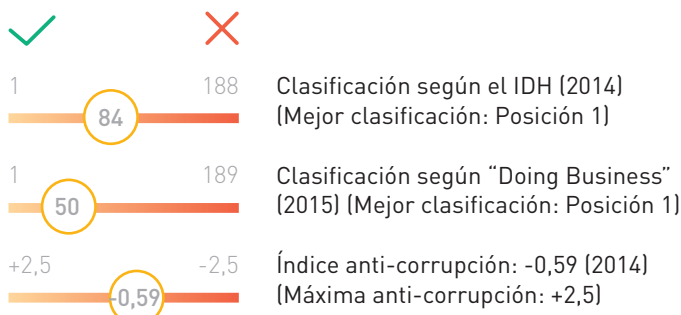 1 188
84
Clasificación según el IDH (2014)
(Mejor clasificación: Posición 1)
1 189
50
Clasificación según “Doing Business”
(2015) (Mejor clasificación: Posición 1)
+2,5 -2,5
-0,59
Índice anti-corrupción: -0,59 (2014)
(Máxima anti-corrupción: +2,5)